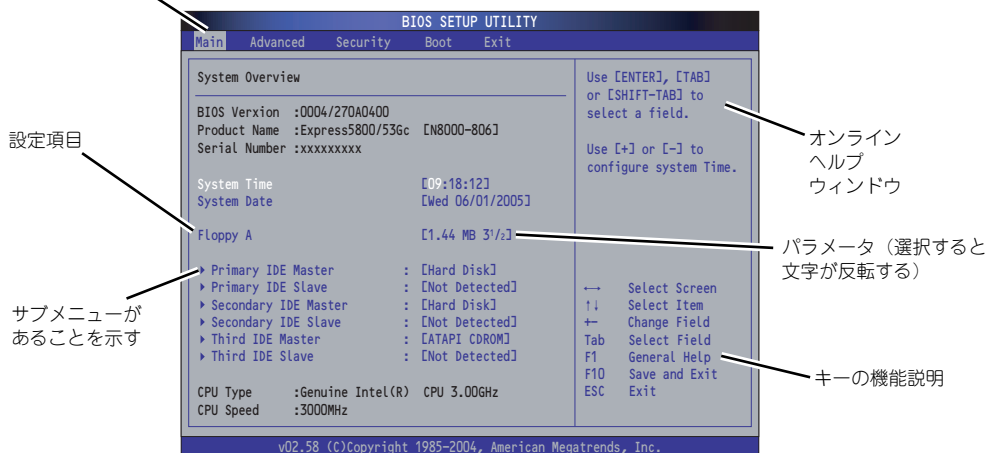 BIOS SETUP UTILITY
Main Advanced Security Boot Exit
System Overview
BIOS Verxion :0004/270A0400
Product Name :Express5800/53Gc [N8000-806]
Serial Number :xxxxxxxxx
System Time [09:18:12]
System Date [Wed 06/01/2005]
Floppy A [1.44 MB 3¹/₂]
Primary IDE Master : [Hard Disk]
Primary IDE Slave : [Not Detected]
Secondary IDE Master : [Hard Disk]
Secondary IDE Slave : [Not Detected]
Third IDE Master : [ATAPI CDROM]
Third IDE Slave : [Not Detected]
CPU Type :Genuine Intel(R) CPU 3.00GHz
CPU Speed :3000MHz
Use [ENTER], [TAB]
or [SHIFT-TAB] to
select a field.
Use [+] or [-] to
configure system Time.
←→ Select Screen
↑↓ Select Item
+- Change Field
Tab Select Field
F1 General Help
F10 Save and Exit
ESC Exit
v02.58 (C)Copyright 1985-2004, American Megatrends, Inc.
設定項目
サブメニューが
あることを示す
オンライン
ヘルプ
ウィンドウ
パラメータ（選択すると
文字が反転する）
キーの機能説明